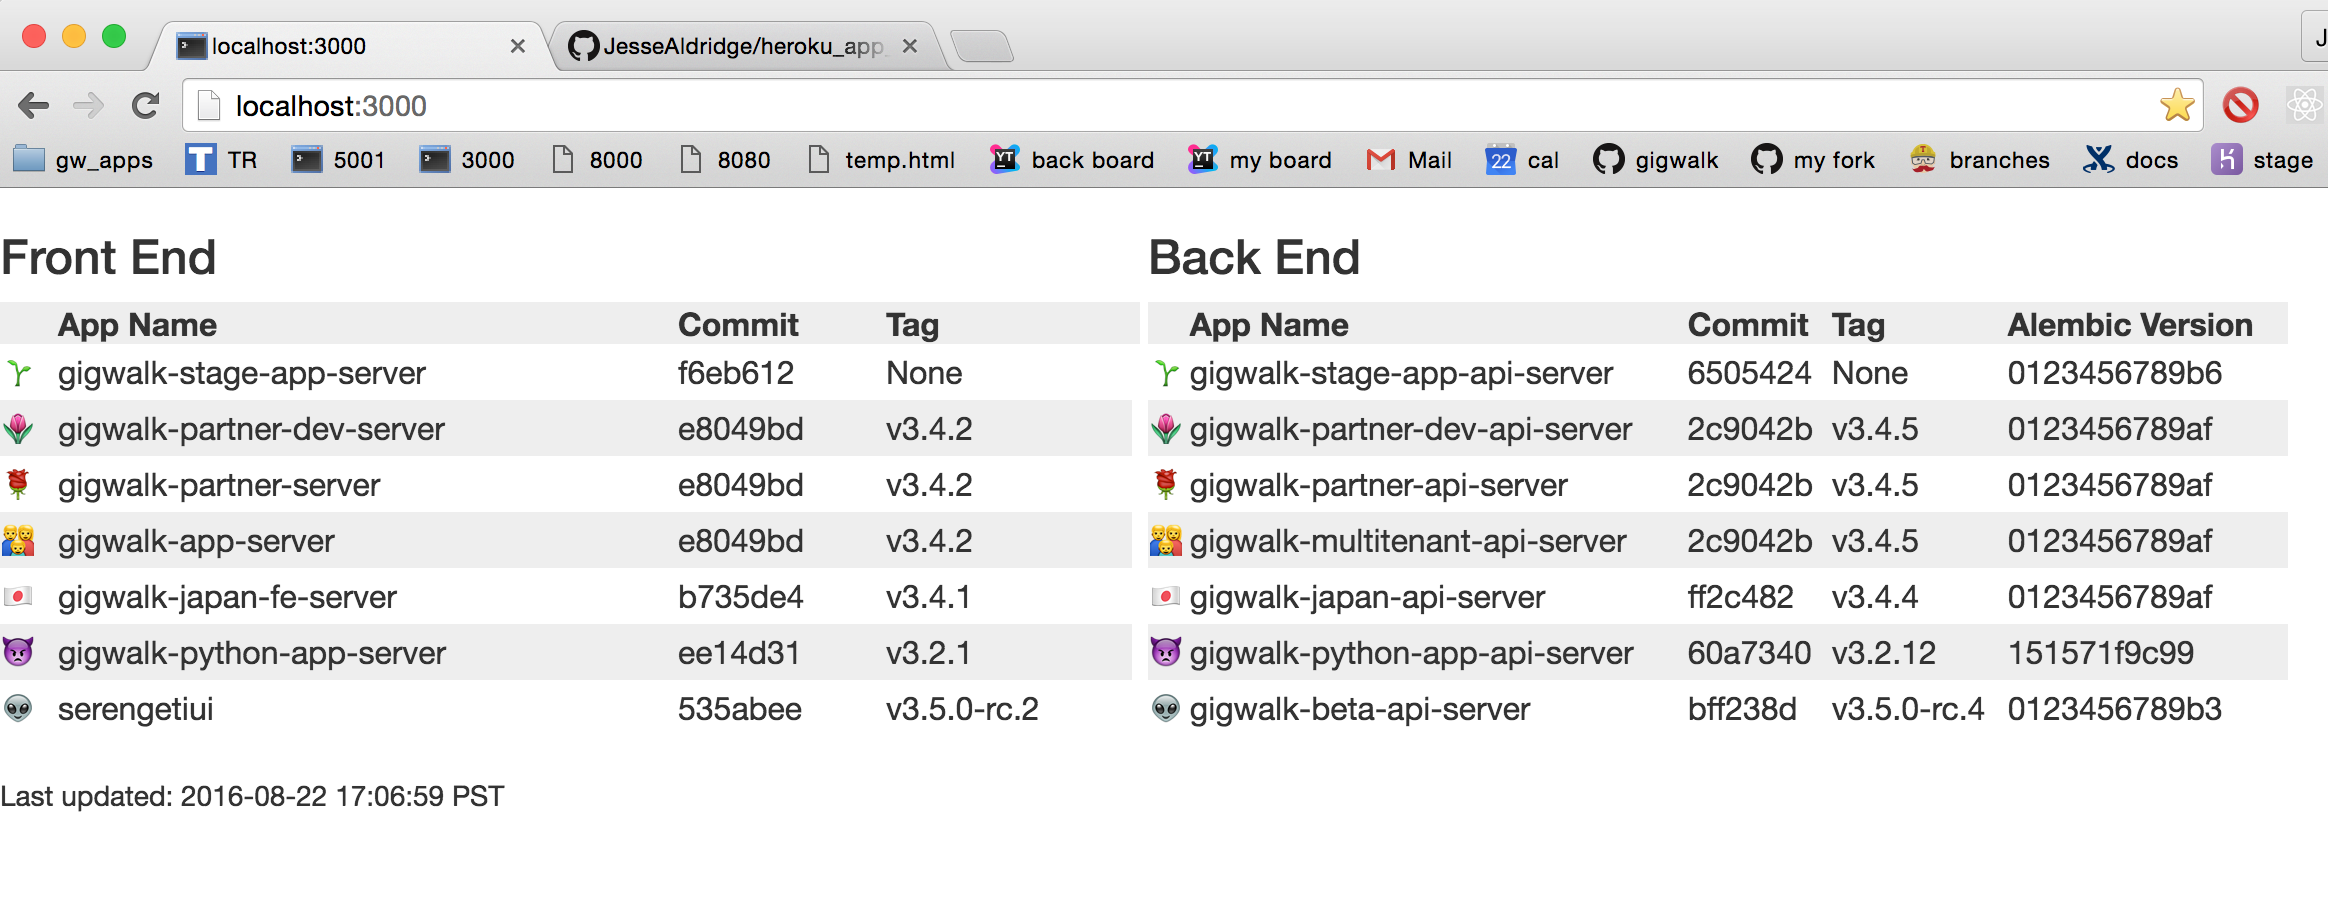 localhost:3000
JesseAldridge/heroku_app
J
localhost:3000
gw_apps TR 5001 3000 8000 8080 temp.html back board my board Mail 22 cal gigwalk my fork branches docs stage
Front End
App Name Commit Tag
gigwalk-stage-app-server f6eb612 None
gigwalk-partner-dev-server e8049bd v3.4.2
gigwalk-partner-server e8049bd v3.4.2
gigwalk-app-server e8049bd v3.4.2
gigwalk-japan-fe-server b735de4 v3.4.1
gigwalk-python-app-server ee14d31 v3.2.1
serengetiui 535abee v3.5.0-rc.2
Back End
App Name Commit Tag Alembic Version
gigwalk-stage-app-api-server 6505424 None 0123456789b6
gigwalk-partner-dev-api-server 2c9042b v3.4.5 0123456789af
gigwalk-partner-api-server 2c9042b v3.4.5 0123456789af
gigwalk-multitenant-api-server 2c9042b v3.4.5 0123456789af
gigwalk-japan-api-server ff2c482 v3.4.4 0123456789af
gigwalk-python-app-api-server 60a7340 v3.2.12 151571f9c99
gigwalk-beta-api-server bff238d v3.5.0-rc.4 0123456789b3
Last updated: 2016-08-22 17:06:59 PST